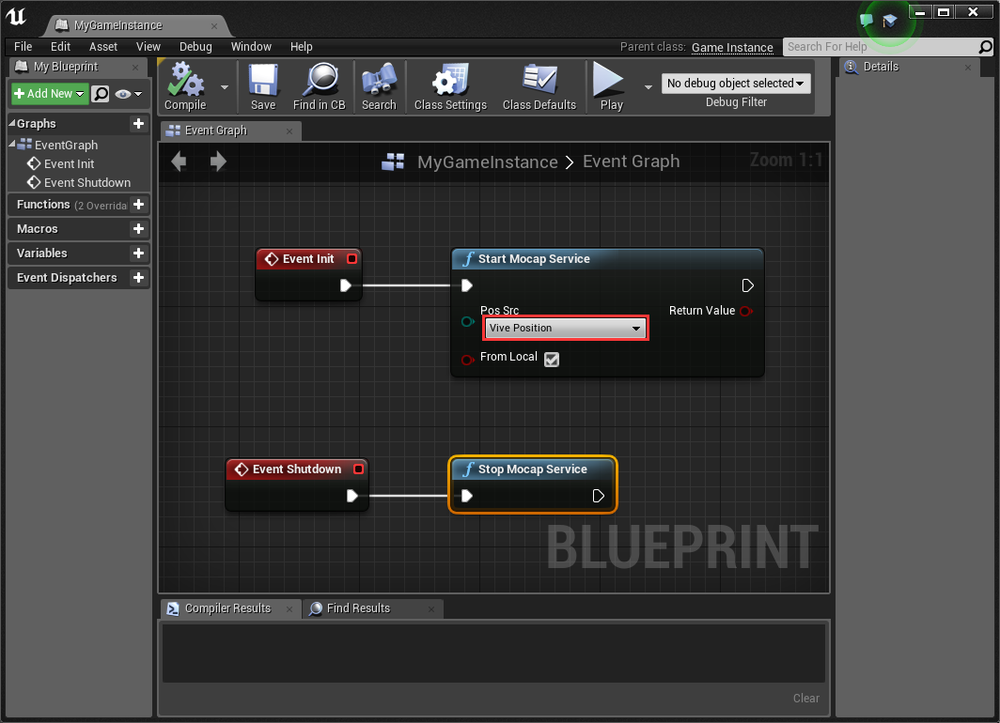 MyGameInstance
File Edit Asset View Debug Window Help
Parent class: Game Instance
Search For Help
My Blueprint
Add New
Graphs
EventGraph
Event Init
Event Shutdown
Functions (2 Overrida
Macros
Variables
Event Dispatchers
Compile Save Find in CB Search Class Settings Class Defaults Play
No debug object selected
Debug Filter
Details
Event Graph
MyGameInstance > Event Graph
Zoom 1:1
Event Init
Start Mocap Service
Pos Src
Return Value
Vive Position
From Local
Event Shutdown
Stop Mocap Service
BLUEPRINT
Compiler Results
Find Results
Clear